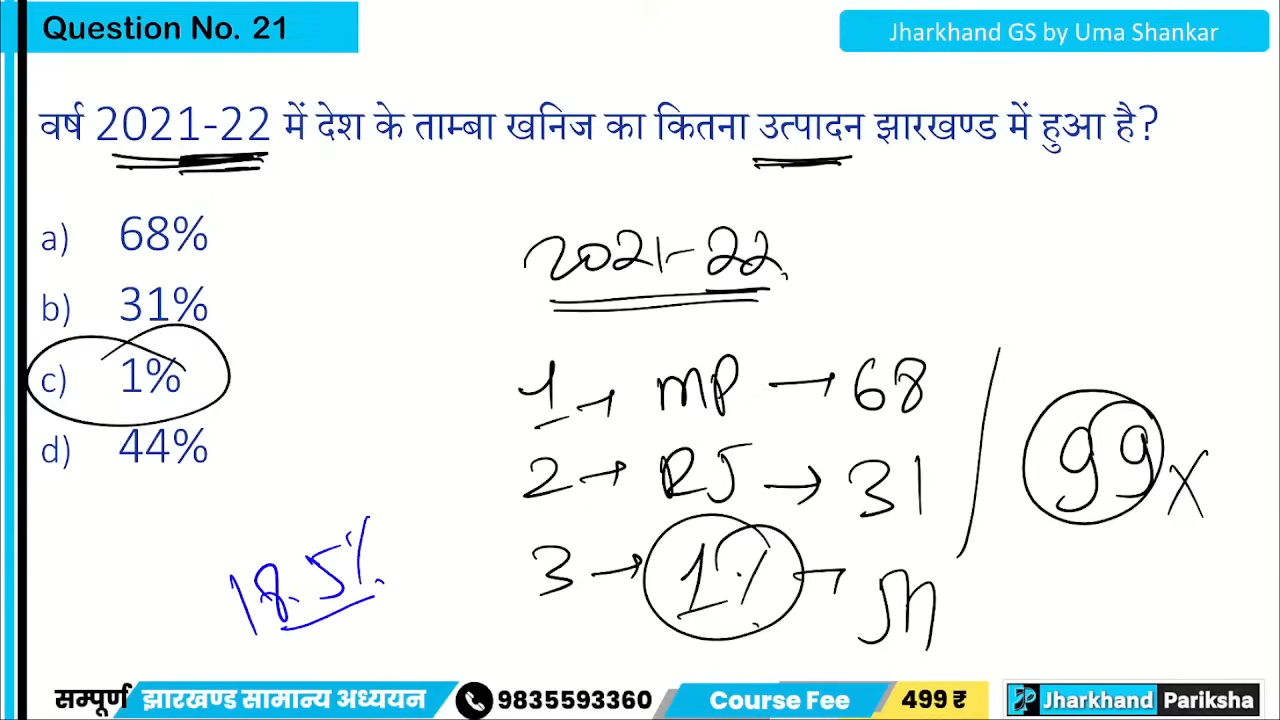 Question No. 21
Jharkhand GS by Uma Shankar
वर्ष 2021-22 में देश के ताम्बा खनिज का कितना उत्पादन झारखण्ड में हुआ है?
a) 68%
b) 31%
c) 1%
d) 44%
2021-22
1 → MP → 68
2 → RJ → 31
99 X
3 → 1% → JH
18.5%
सम्पूर्ण झारखण्ड सामान्य अध्ययन 9835593360 Course Fee 499 ₹ JP Jharkhand Pariksha